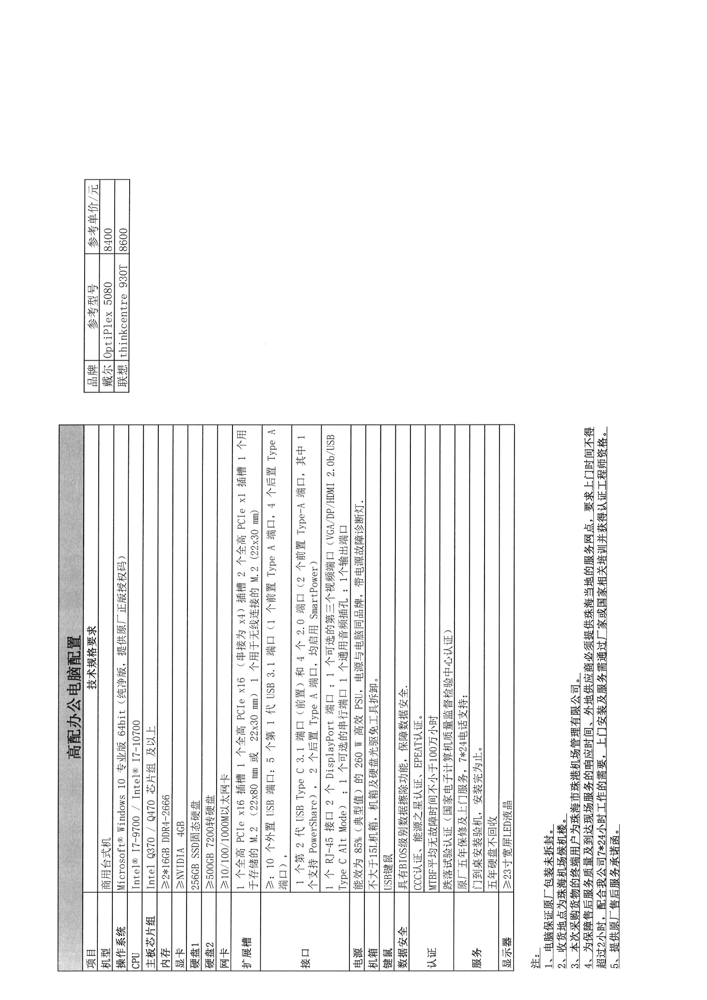 高配办公电脑配置
项目 技术规格要求
机型 商用台式机
操作系统 Microsoft® Windows 10 专业版 64bit（纯净版，提供原厂正版授权码）
CPU Intel® I7-9700 / Intel® I7-10700
主板芯片组 Intel Q370 / Q470 芯片组 及以上
内存 ≥2*16GB DDR4-2666
显卡 ≥NVIDIA 4GB
硬盘1 256GB SSD固态硬盘
硬盘2 ≥500GB 7200转硬盘
网卡 ≥10/100/1000M以太网卡
扩展槽 1 个全高 PCIe x16 插槽 1 个全高 PCIe x16 （串接为 x4）插槽 2 个全高 PCIe x1 插槽 1 个用
于存储的 M.2 （22x80 mm 或 22x30 mm） 1 个用于无线连接的 M.2 (22x30 mm)
接口 ≥：10 个外置 USB 端口：5 个第 1 代 USB 3.1 端口（1 个前置 Type A 端口，4 个后置 Type A
端口），
1 个第 2 代 USB Type C 3.1 端口（前置）和 4 个 2.0 端口（2 个前置 Type-A 端口，其中 1
个支持 PowerShare），2 个后置 Type A 端口，均启用 SmartPower）
1 个 RJ-45 接口 2 个 DisplayPort 端口 ；1 个可选的第三个视频端口（VGA/DP/HDMI 2.0b/USB
Type C Alt Mode）；1 个可选的串行端口 1 个通用音频插孔 ；1个输出端口
电源 能效为 85%（典型值）的 260 W 高效 PSU，电源与电脑同品牌，带电源故障诊断灯.
机箱 不大于15L机箱，机箱及硬盘光驱免工具拆卸。
键鼠 USB键鼠
数据安全 具有BIOS级别数据擦除功能，保障数据安全.
认证 CCC认证、能源之星认证、EPEAT认证。
MTBF平均无故障时间不小于100万小时
跌落试验认证（国家电子计算机质量监督检验中心认证）
服务 原厂五年保修及上门服务，7*24电话支持；
门到桌安装验机，安装完为止。
五年硬盘不回收
显示器 ≥23寸宽屏LED液晶
品牌 参考型号 参考单价/元
戴尔 OptiPlex 5080 8400
联想 thinkcentre 930T 8600
注：
1、电脑保证原厂包装未拆封。
2、收货地点为珠海机场候机楼。
3、本次采购货物的终端用户为珠海市珠港机场管理有限公司。
4、为保障售后服务质量及到达现场服务的响应时间、外地供应商必须提供珠海当地的服务网点，要求上门时间不得
超过2小时，配合我公司7*24小时工作的需要，上门安装及服务需通过厂家或国家相关培训并获得认证工程师资格。
5、提供原厂售后服务承诺函。